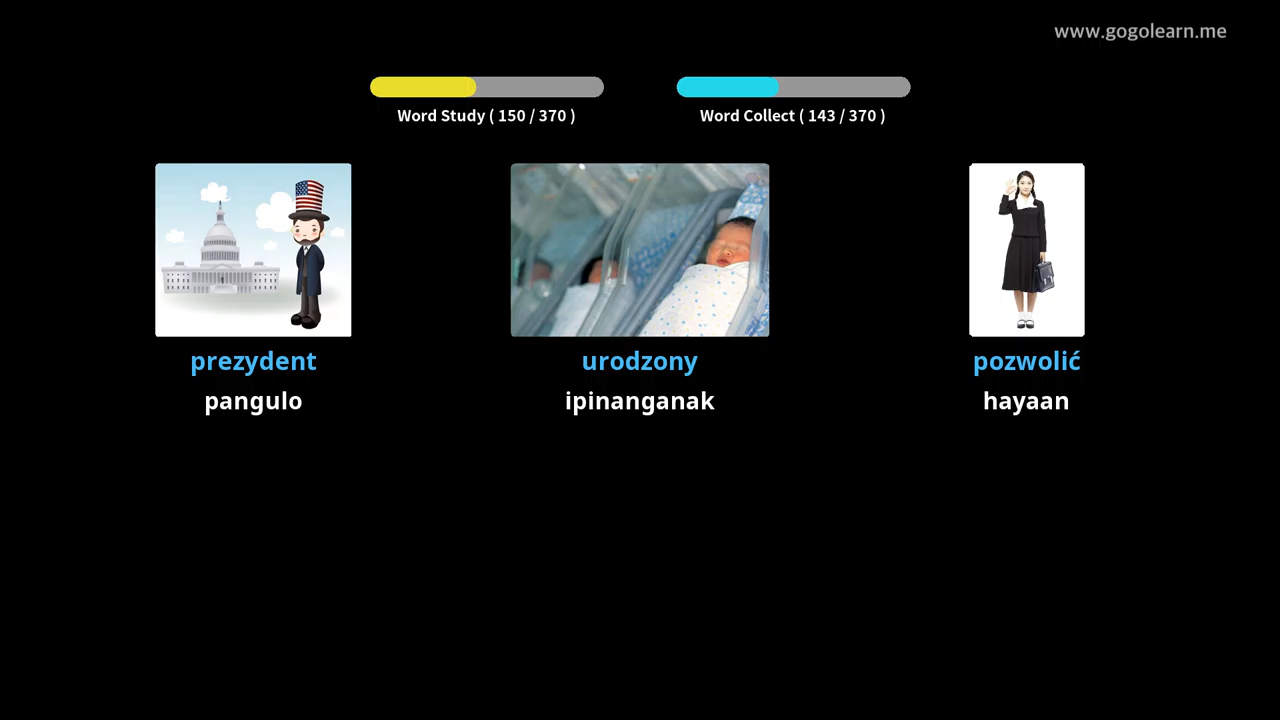 www.gogolearn.me
Word Study ( 150 / 370 )
Word Collect ( 143 / 370 )
prezydent
pangulo
urodzony
ipinanganak
pozwolić
hayaan